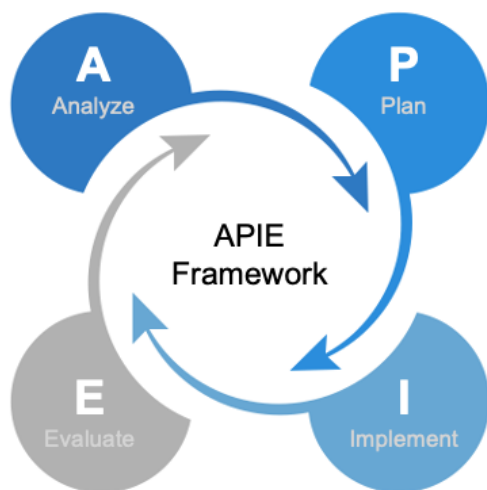 A
Analyze
P
Plan
APIE
Framework
E
Evaluate
I
Implement